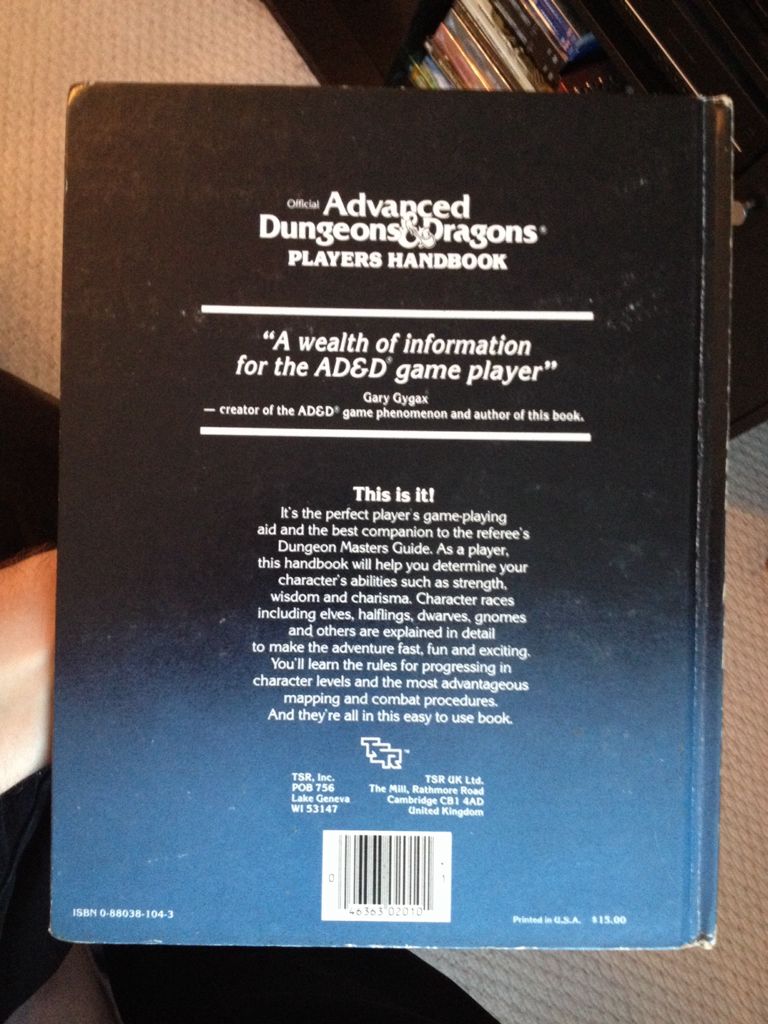 Official Advanced
Dungeons & Dragons®
PLAYERS HANDBOOK
"A wealth of information
for the AD&D® game player"
Gary Gygax
— creator of the AD&D® game phenomenon and author of this book.
This is it!
It's the perfect player's game-playing
aid and the best companion to the referee's
Dungeon Masters Guide. As a player,
this handbook will help you determine your
character's abilities such as strength,
wisdom and charisma. Character races
including elves, halflings, dwarves, gnomes
and others are explained in detail
to make the adventure fast, fun and exciting.
You'll learn the rules for progressing in
character levels and the most advantageous
mapping and combat procedures.
And they're all in this easy to use book.
TSR™
TSR, Inc.
POB 756
Lake Geneva
WI 53147
TSR UK Ltd.
The Mill, Rathmore Road
Cambridge CB1 4AD
United Kingdom
0 46363 02010 1
ISBN 0-88038-104-3
Printed in U.S.A. $15.00